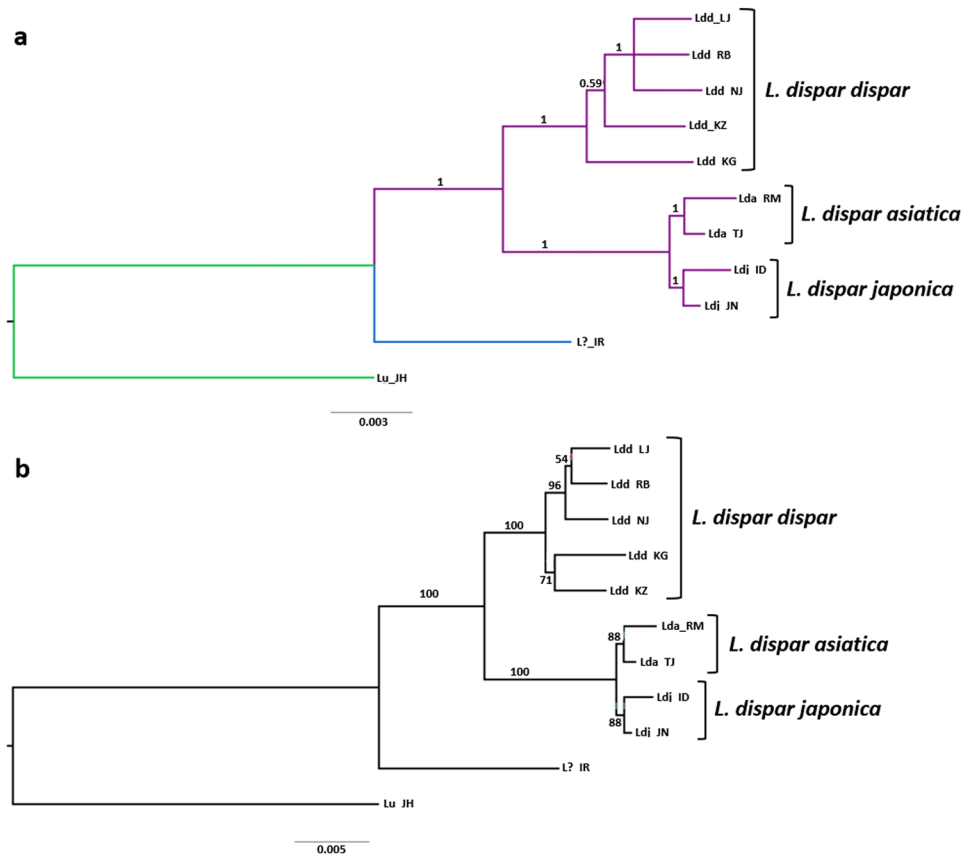 a
Ldd_LJ
1
Ldd RB
0.59
Ldd NJ
L. dispar dispar
1
Ldd_KZ
Ldd KG
1
Lda RM
1
L. dispar asiatica
Lda TJ
1
Ldj ID
1
L. dispar japonica
Ldj JN
L?_IR
Lu_JH
0.003
b
Ldd LJ
54
96
Ldd RB
L. dispar dispar
Ldd NJ
100
Ldd KG
71
Ldd KZ
100
Lda_RM
88
L. dispar asiatica
Lda TJ
100
Ldj ID
L. dispar japonica
88
Ldj JN
L? IR
Lu JH
0.005